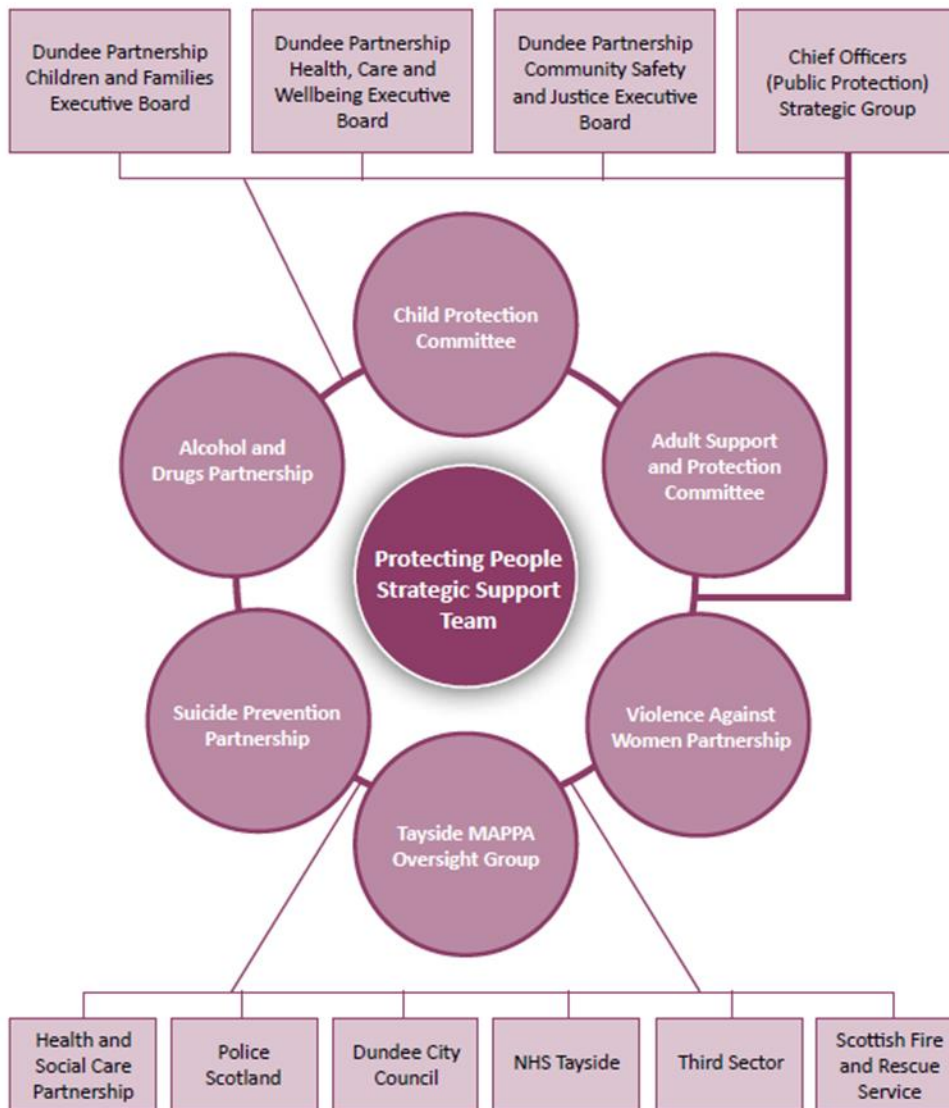 Dundee Partnership
Children and Families
Executive Board
Dundee Partnership
Health, Care and
Wellbeing Executive
Board
Dundee Partnership
Community Safety
and Justice Executive
Board
Chief Officers
(Public Protection)
Strategic Group
Child Protection
Committee
Alcohol and
Drugs Partnership
Adult Support
and Protection
Committee
Protecting People
Strategic Support
Team
Suicide Prevention
Partnership
Violence Against
Women Partnership
Tayside MAPPA
Oversight Group
Health and
Social Care
Partnership
Police
Scotland
Dundee City
Council
NHS Tayside
Third Sector
Scottish Fire
and Rescue
Service